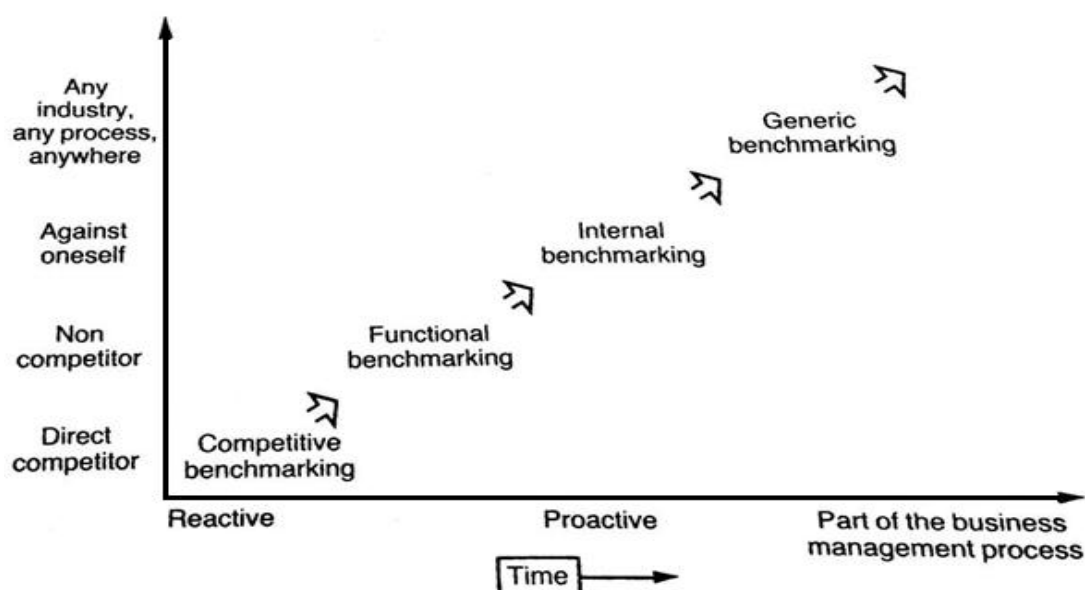 Any
industry,
any process,
anywhere
Generic
benchmarking
Against
oneself
Internal
benchmarking
Non
competitor
Functional
benchmarking
Direct
competitor
Competitive
benchmarking
Reactive
Proactive
Part of the business
management process
Time